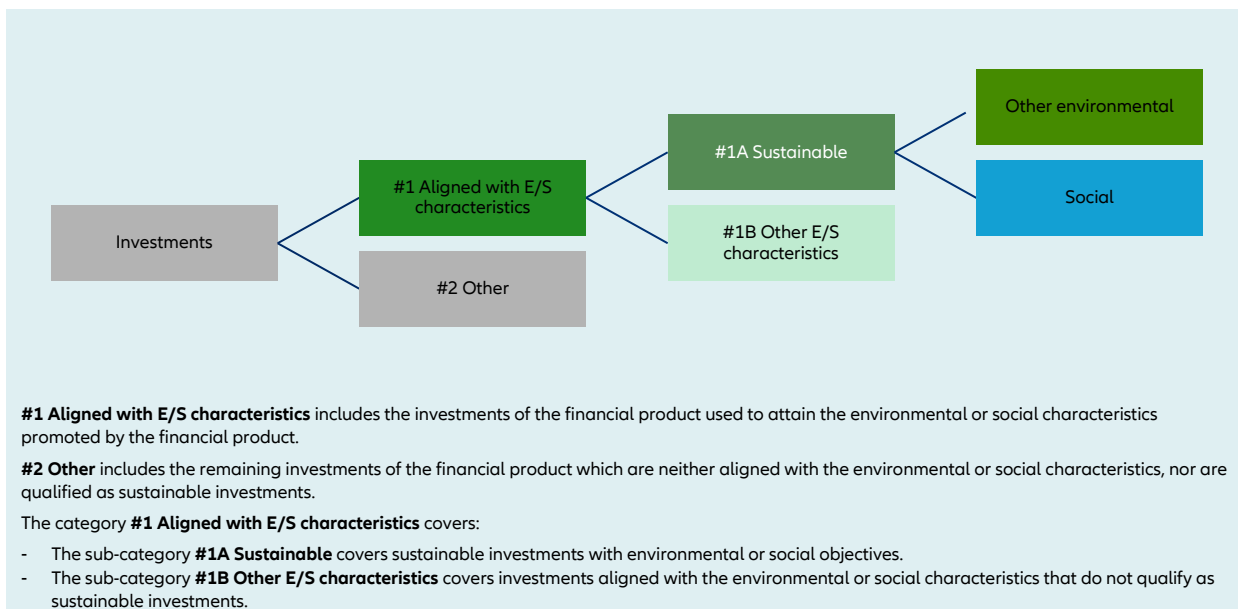 Other environmental
#1A Sustainable
#1 Aligned with E/S
characteristics
Social
Investments
#1B Other E/S
characteristics
#2 Other
#1 Aligned with E/S characteristics includes the investments of the financial product used to attain the environmental or social characteristics
promoted by the financial product.
#2 Other includes the remaining investments of the financial product which are neither aligned with the environmental or social characteristics, nor are
qualified as sustainable investments.
The category #1 Aligned with E/S characteristics covers:
- The sub-category #1A Sustainable covers sustainable investments with environmental or social objectives.
- The sub-category #1B Other E/S characteristics covers investments aligned with the environmental or social characteristics that do not qualify as
sustainable investments.